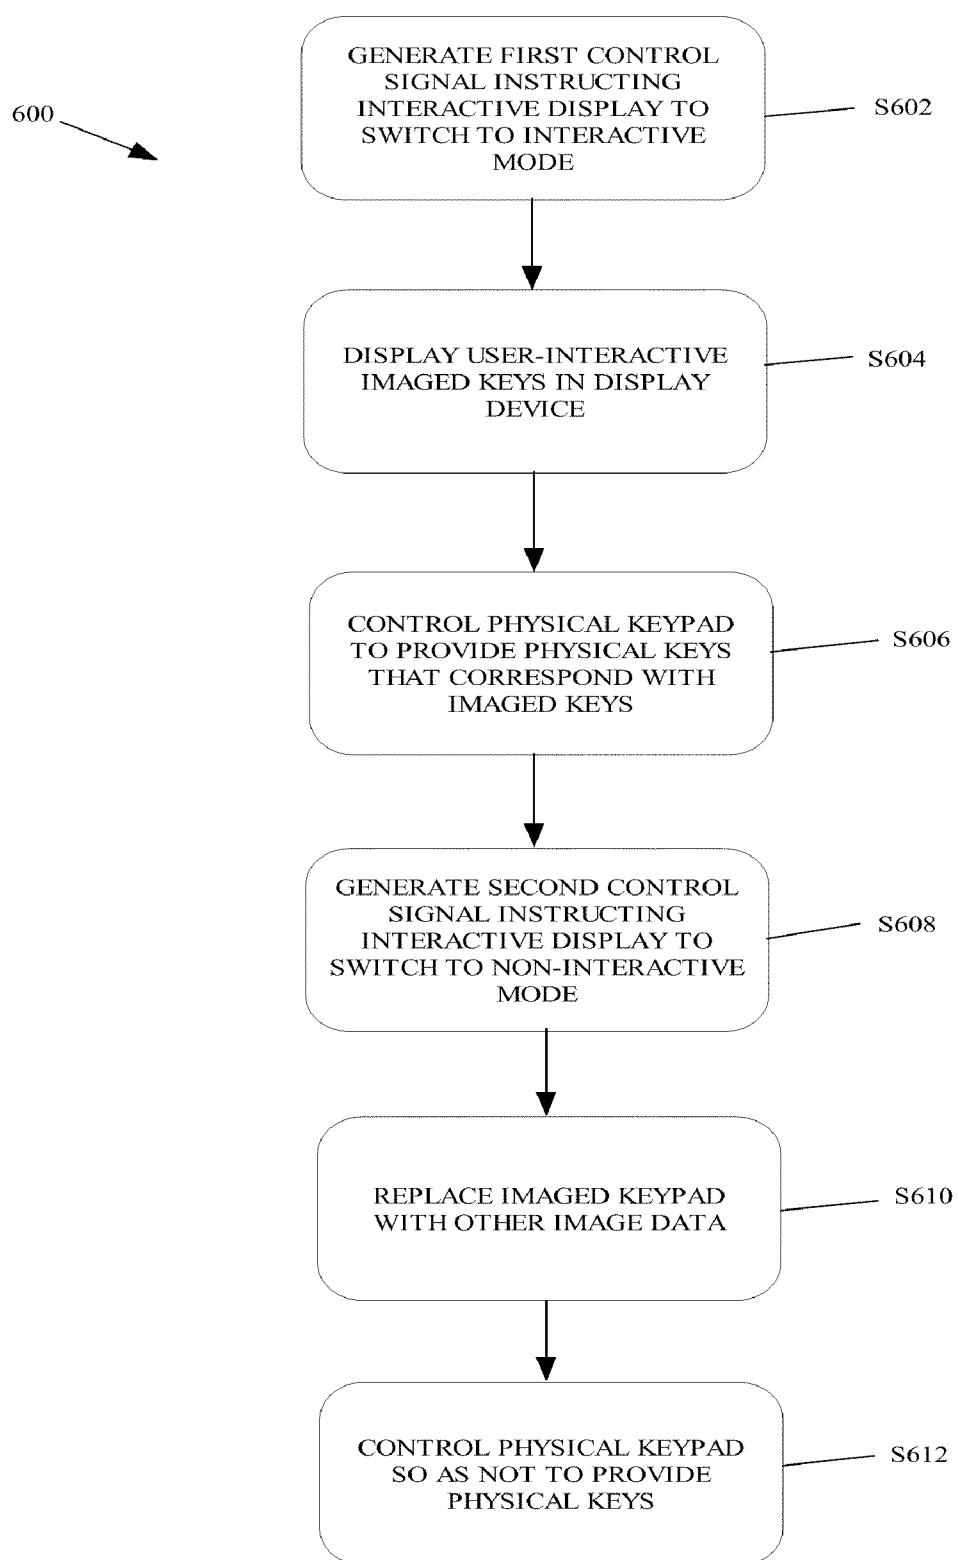 600
GENERATE FIRST CONTROL
SIGNAL INSTRUCTING
INTERACTIVE DISPLAY TO
SWITCH TO INTERACTIVE
MODE
S602
DISPLAY USER-INTERACTIVE
IMAGED KEYS IN DISPLAY
DEVICE
S604
CONTROL PHYSICAL KEYPAD
TO PROVIDE PHYSICAL KEYS
THAT CORRESPOND WITH
IMAGED KEYS
S606
GENERATE SECOND CONTROL
SIGNAL INSTRUCTING
INTERACTIVE DISPLAY TO
SWITCH TO NON-INTERACTIVE
MODE
S608
REPLACE IMAGED KEYPAD
WITH OTHER IMAGE DATA
S610
CONTROL PHYSICAL KEYPAD
SO AS NOT TO PROVIDE
PHYSICAL KEYS
S612